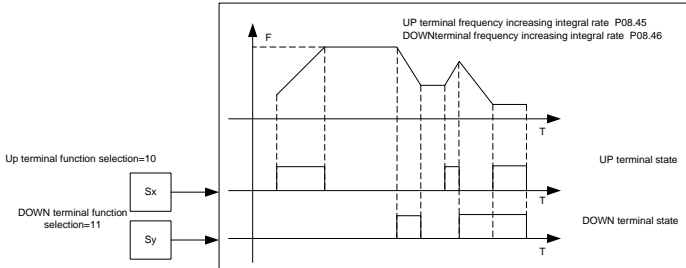 UP terminal frequency increasing integral rate P08.45
DOWNterminal frequency increasing integral rate P08.46
F
T
Up terminal function selection=10
UP terminal state
Sx
T
DOWN terminal function
selection=11
DOWN terminal state
Sy
T